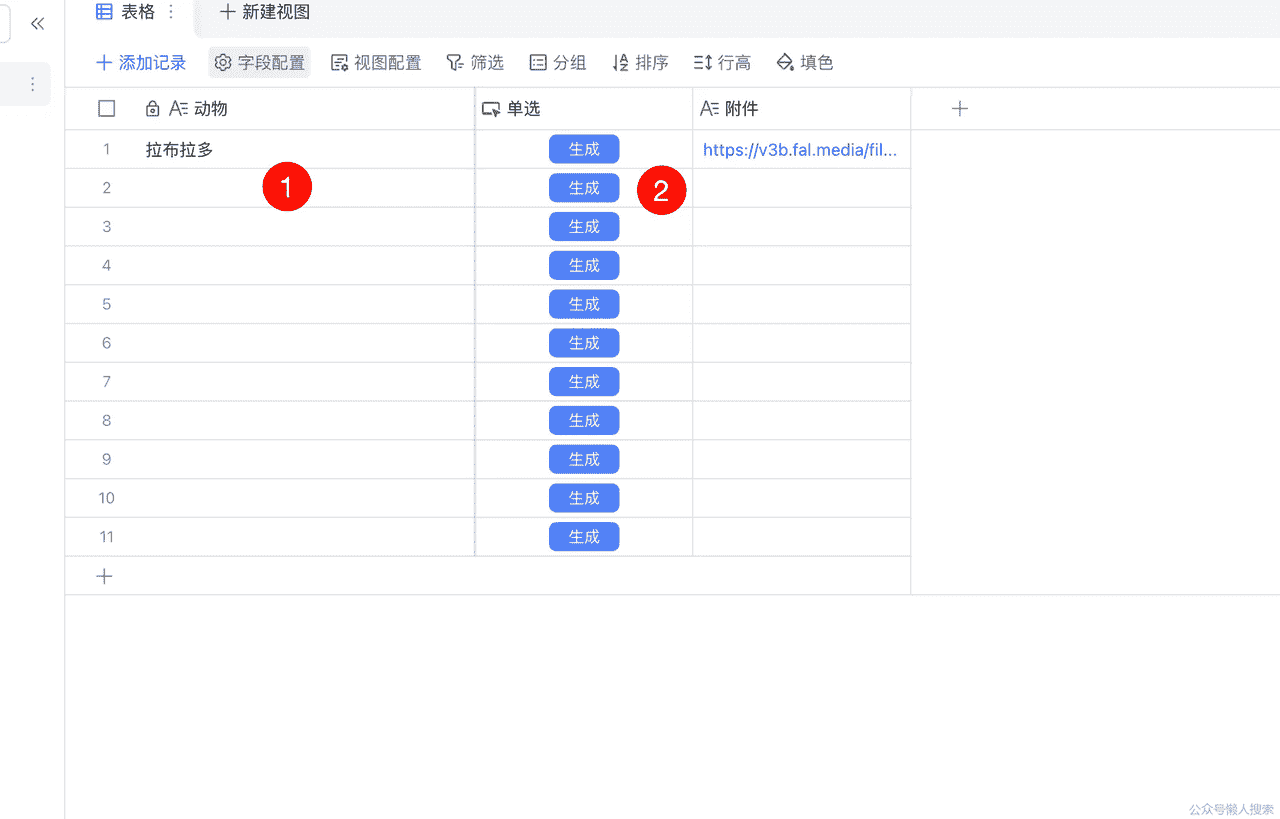 表格
新建视图
添加记录 字段配置 视图配置 筛选 分组 排序 行高 填色
动物 单选 附件
1 拉布拉多 生成 https://v3b.fal.media/fil...
1
2 生成 2
3 生成
4 生成
5 生成
6 生成
7 生成
8 生成
9 生成
10 生成
11 生成
公众号懒人搜索